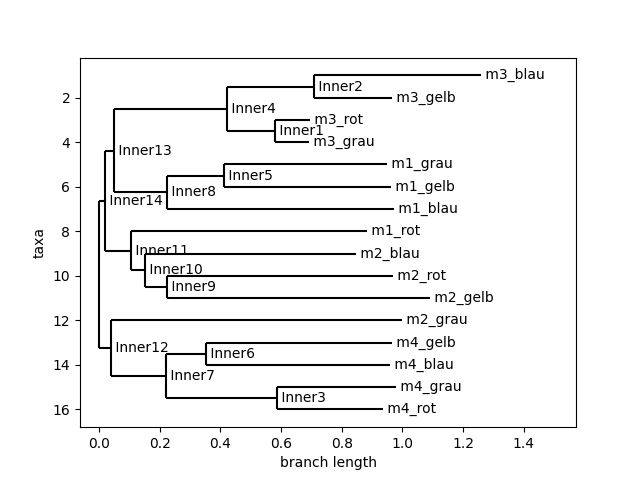 m3_blau
Inner2
2
m3_gelb
Inner4
m3_rot
Inner1
4
m3_grau
Inner13
m1_grau
Inner5
6
m1_gelb
Inner8
Inner14
m1_blau
8
m1_rot
taxa
Inner11
m2_blau
Inner10
10
m2_rot
Inner9
m2_gelb
12
m2_grau
Inner12
m4_gelb
Inner6
14
m4_blau
Inner7
m4_grau
Inner3
16
m4_rot
0.0 0.2 0.4 0.6 0.8 1.0 1.2 1.4
branch length